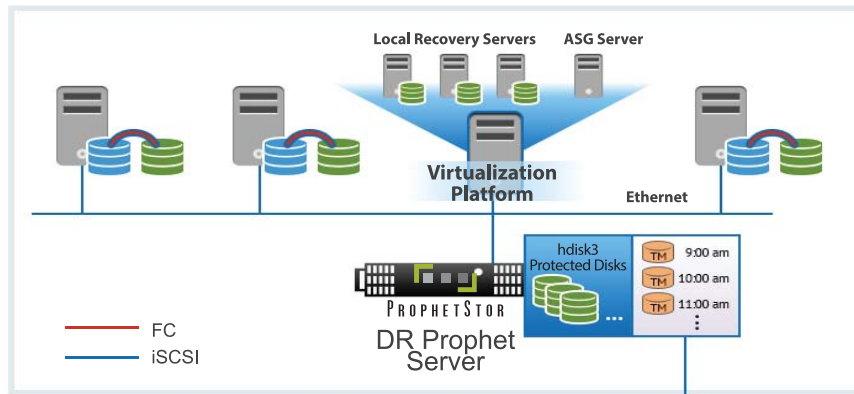 Local Recovery Servers
ASG Server
Virtualization
Platform
Ethernet
hdisk3
Protected Disks
...
TM 9:00 am
TM 10:00 am
TM 11:00 am
⋮
PROPHETSTOR
DR Prophet
Server
FC
iSCSI